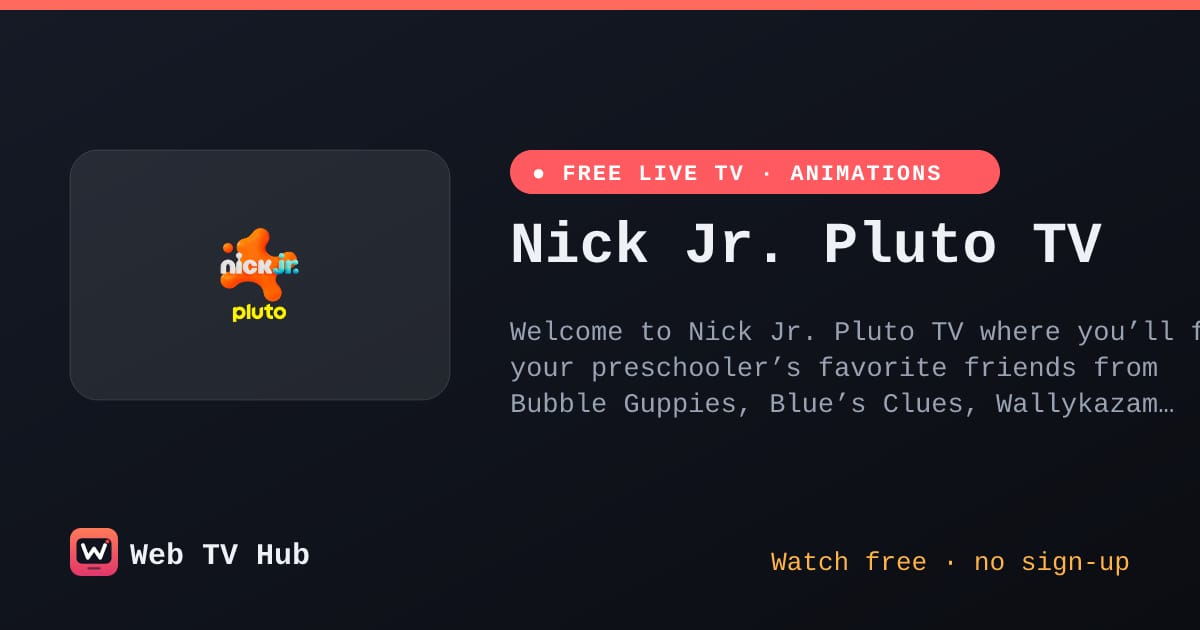 ● FREE LIVE TV · ANIMATIONS
Nick Jr. Pluto TV
nick jr.
pluto
Welcome to Nick Jr. Pluto TV where you’ll
your preschooler’s favorite friends from
Bubble Guppies, Blue’s Clues, Wallykazam…
W
Web TV Hub
Watch free · no sign-up